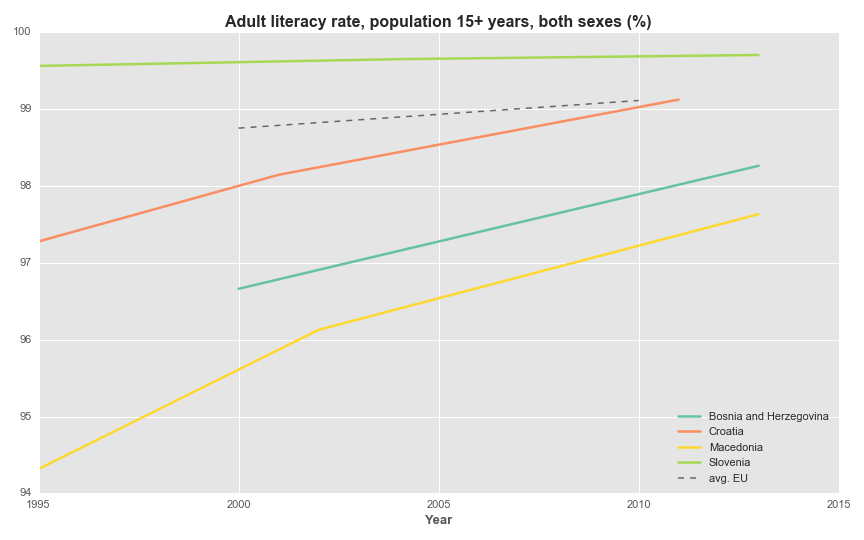 Adult literacy rate, population 15+ years, both sexes (%)
100
99
98
97
96
95
94
Bosnia and Herzegovina
Croatia
Macedonia
Slovenia
avg. EU
1995 2000 2005 2010 2015
Year